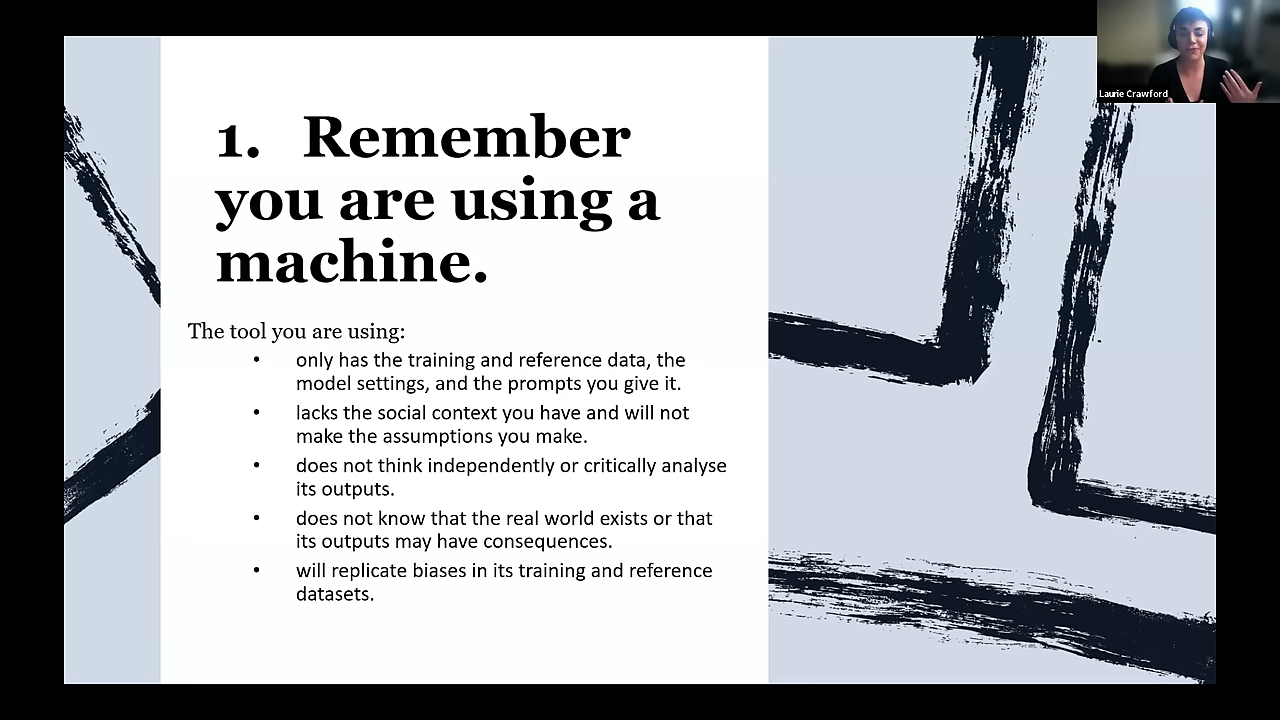 Laurie Crawford
1. Remember
you are using a
machine.
The tool you are using:
• only has the training and reference data, the
model settings, and the prompts you give it.
• lacks the social context you have and will not
make the assumptions you make.
• does not think independently or critically analyse
its outputs.
• does not know that the real world exists or that
its outputs may have consequences.
• will replicate biases in its training and reference
datasets.